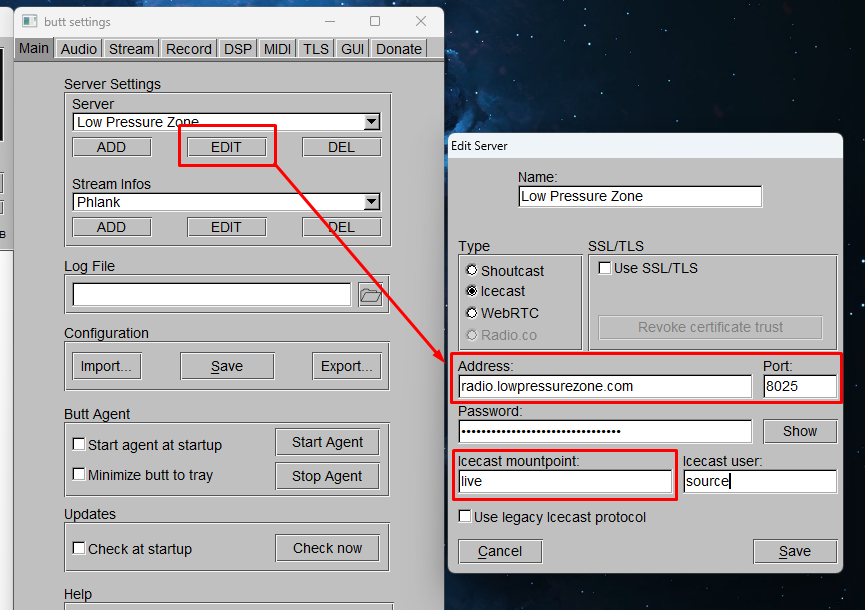 butt settings
Main Audio Stream Record DSP MIDI TLS GUI Donate
Server Settings
Server
Low Pressure Zone
ADD EDIT DEL
Stream Infos
Phlank
ADD EDIT DEL
Log File
Configuration
Import... Save Export...
Butt Agent
Start agent at startup Start Agent
Minimize butt to tray Stop Agent
Updates
Check at startup Check now
Help
B
Edit Server
Name:
Low Pressure Zone
Type SSL/TLS
Shoutcast Use SSL/TLS
Icecast
WebRTC
Radio.co Revoke certificate trust
Address: Port:
radio.lowpressurezone.com 8025
Password:
•••••••••••••••••••••••••••••••• Show
Icecast mountpoint: Icecast user:
live source
Use legacy Icecast protocol
Cancel Save